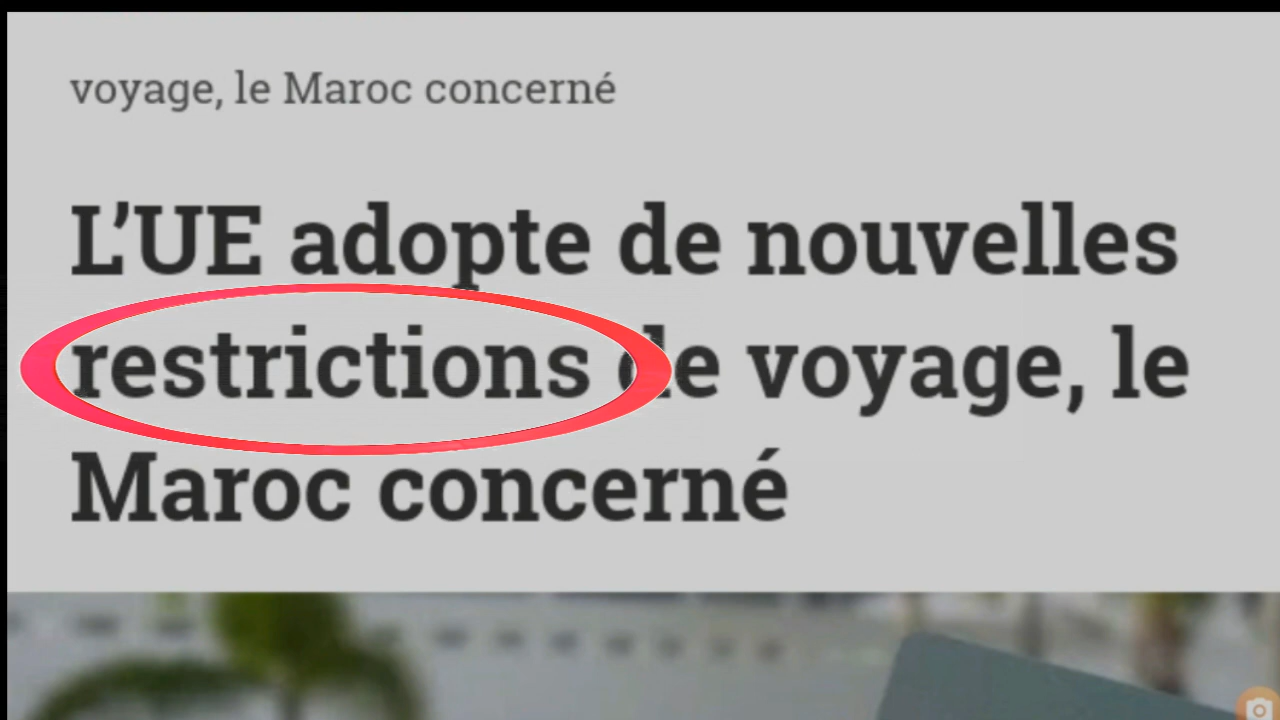 voyage, le Maroc concerné
L’UE adopte de nouvelles
restrictions de voyage, le
Maroc concerné